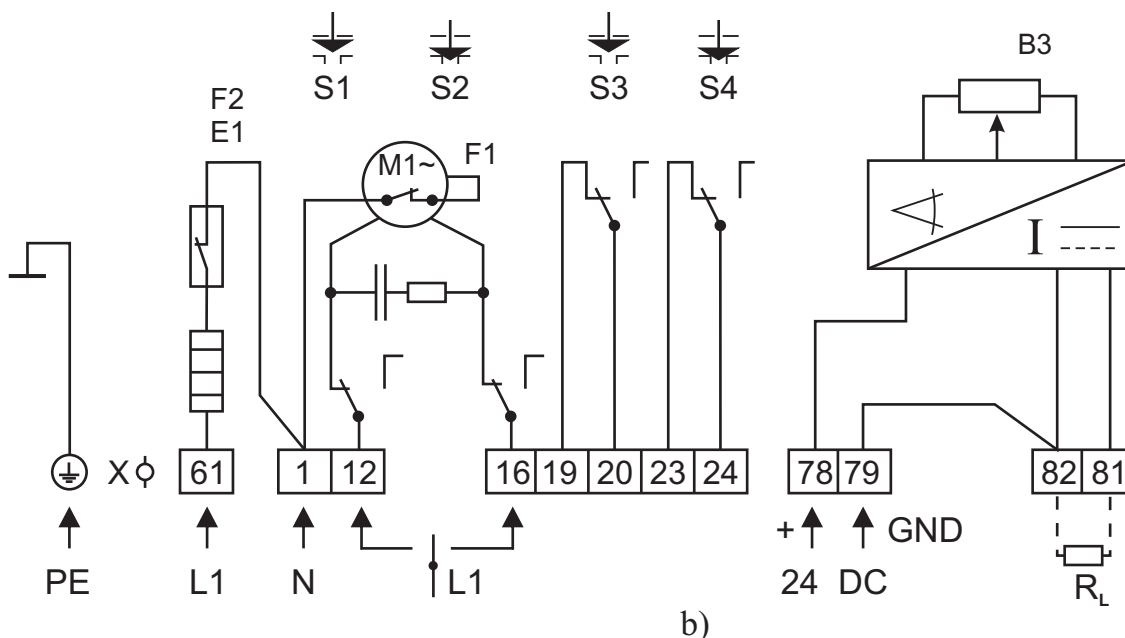 S1 S2 S3 S4
B3
F2
E1
M1~ F1
I
X 61 1 12 16 19 20 23 24 78 79 82 81
+ GND
PE L1 N L1 24 DC RL
b)